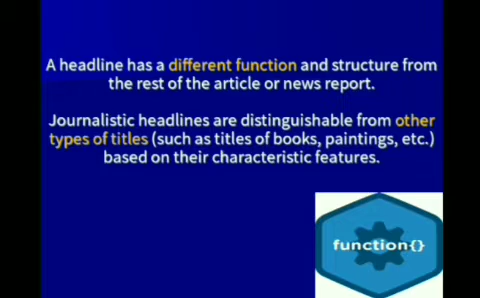 A headline has a different function and structure from
the rest of the article or news report.
Journalistic headlines are distinguishable from other
types of titles (such as titles of books, paintings, etc.)
based on their characteristic features.
function{}